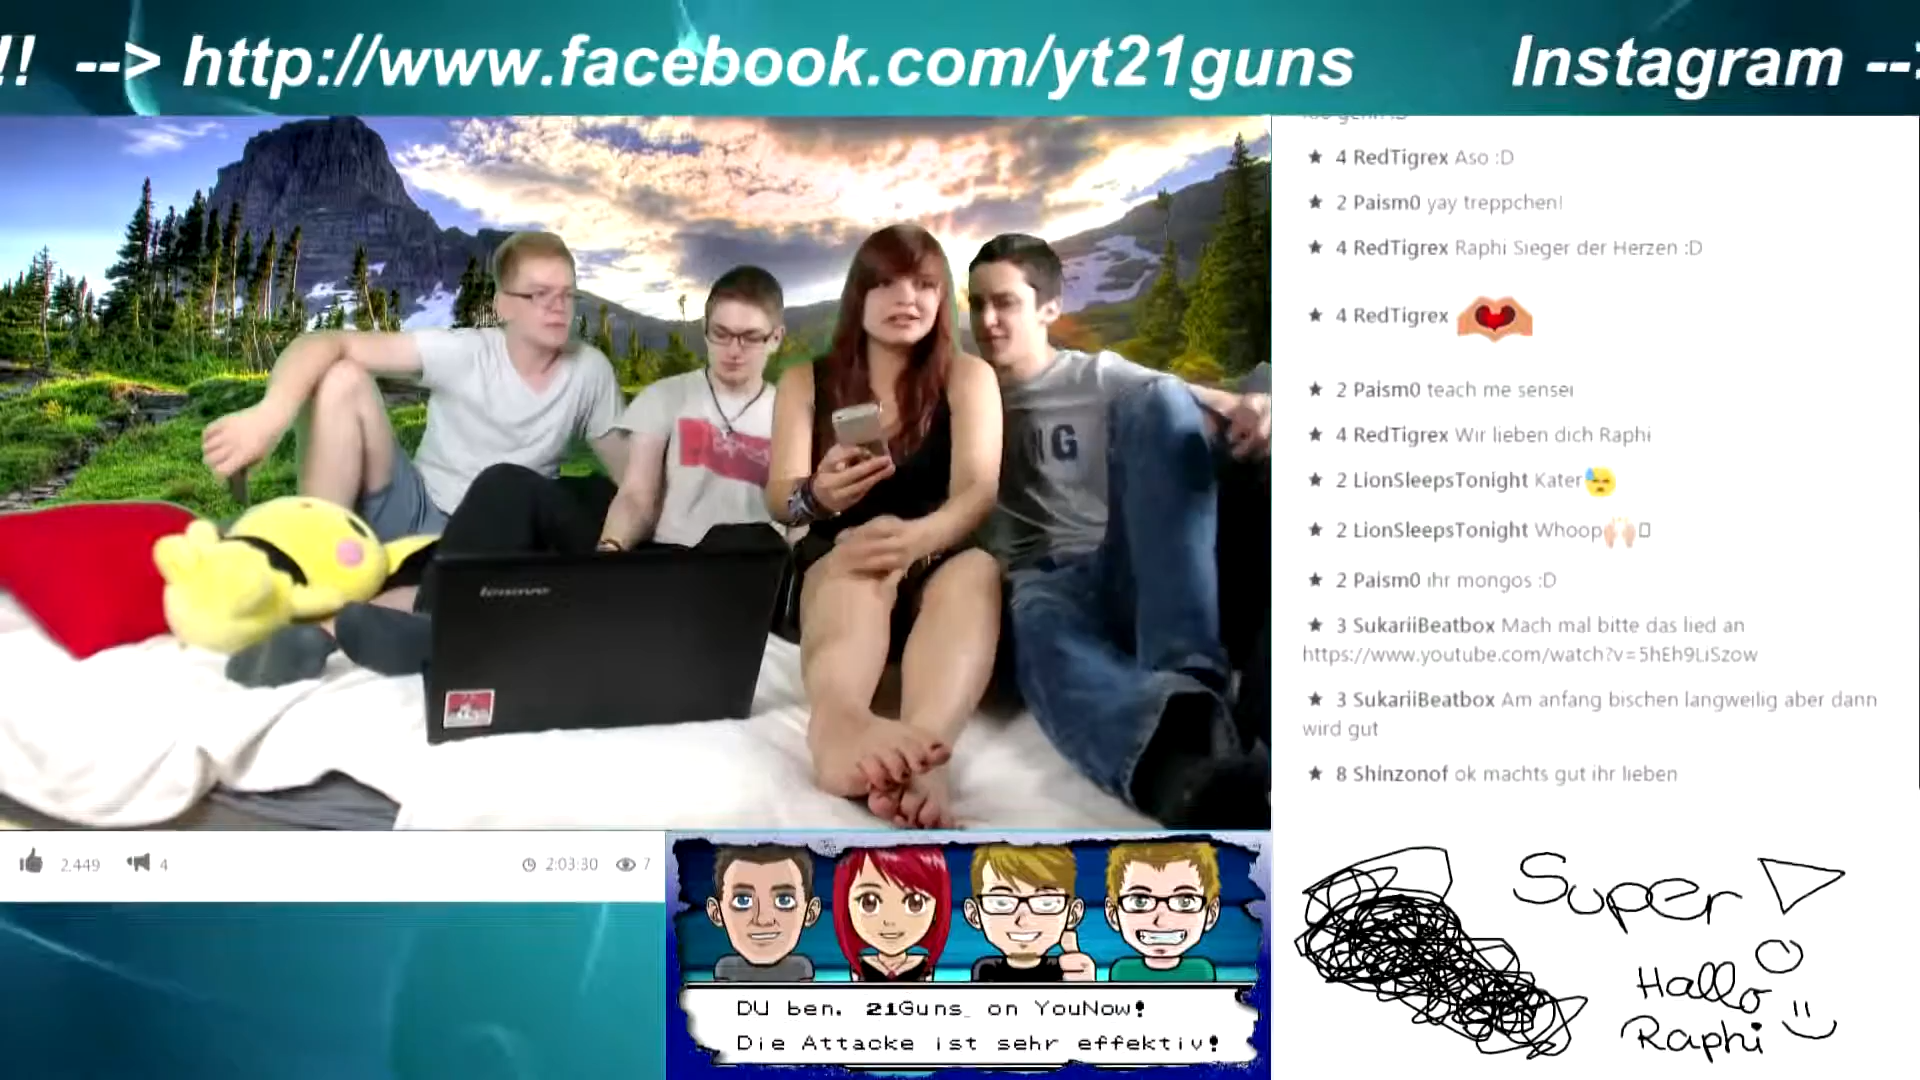 !! --> http://www.facebook.com/yt21guns Instagram --
4 RedTigrex Aso :D
2 Paism0 yay treppchen!
4 RedTigrex Raphi Sieger der Herzen :D
4 RedTigrex
2 Paism0 teach me sensei
4 RedTigrex Wir lieben dich Raphi
2 LionSleepsTonight Kater
2 LionSleepsTonight Whoop
2 Paism0 ihr mongos :D
3 SukariiBeatbox Mach mal bitte das lied an
https://www.youtube.com/watch?v=5hEh9LiSzow
3 SukariiBeatbox Am anfang bischen langweilig aber dann
wird gut
8 Shinzonof ok machts gut ihr lieben
NG
lenovo
2.449 4 2:03:30 7
DU ben. 21Guns_ on YouNow!
Die Attacke ist sehr effektiv!
Super
Hallo
Raphi